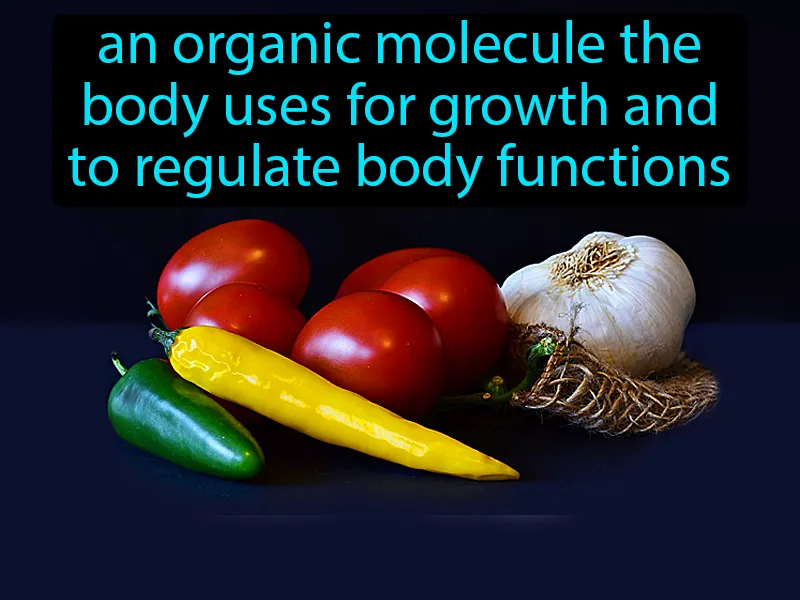 an organic molecule the
body uses for growth and
to regulate body functions